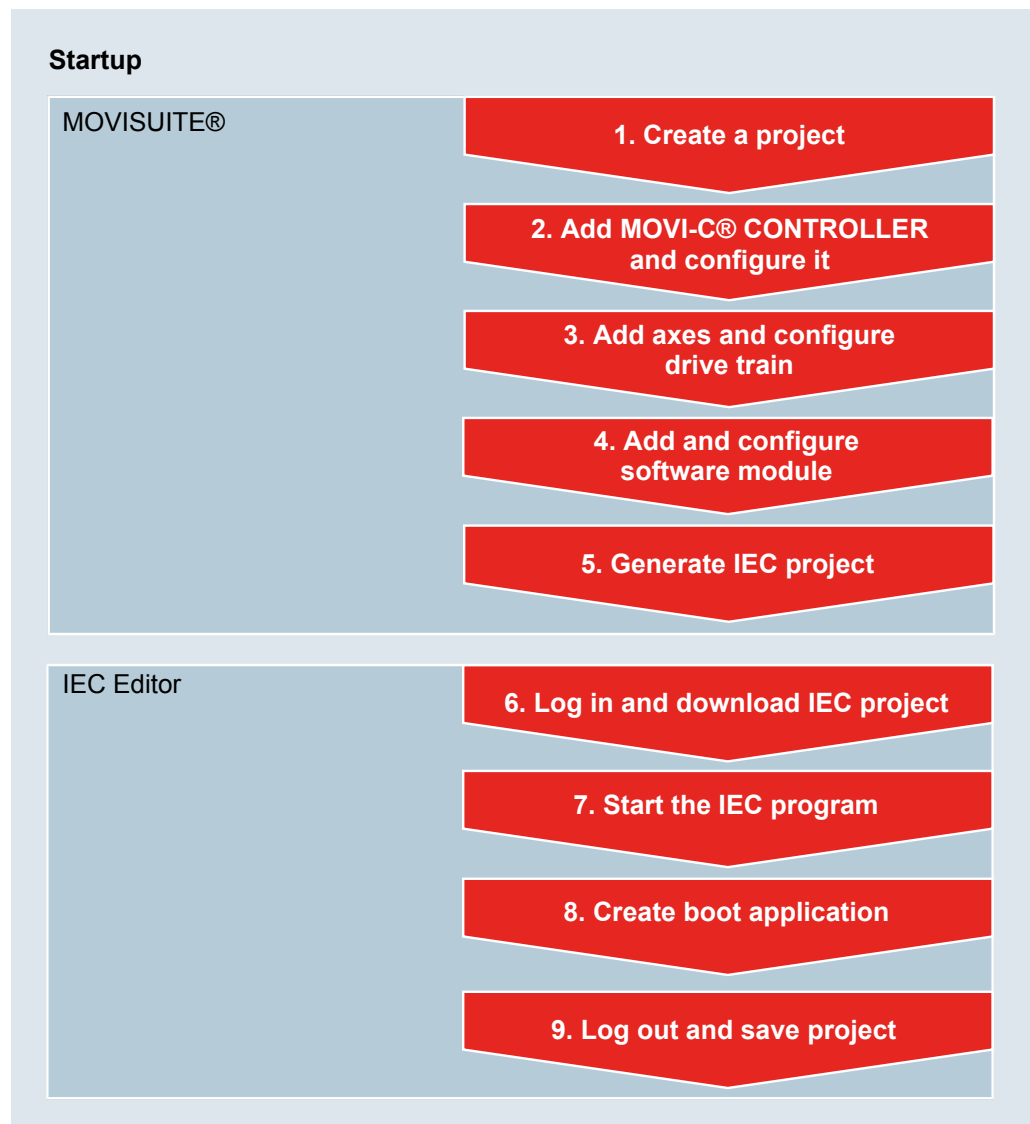 Startup
MOVISUITE®
1. Create a project
2. Add MOVI-C® CONTROLLER
and configure it
3. Add axes and configure
drive train
4. Add and configure
software module
5. Generate IEC project
IEC Editor
6. Log in and download IEC project
7. Start the IEC program
8. Create boot application
9. Log out and save project